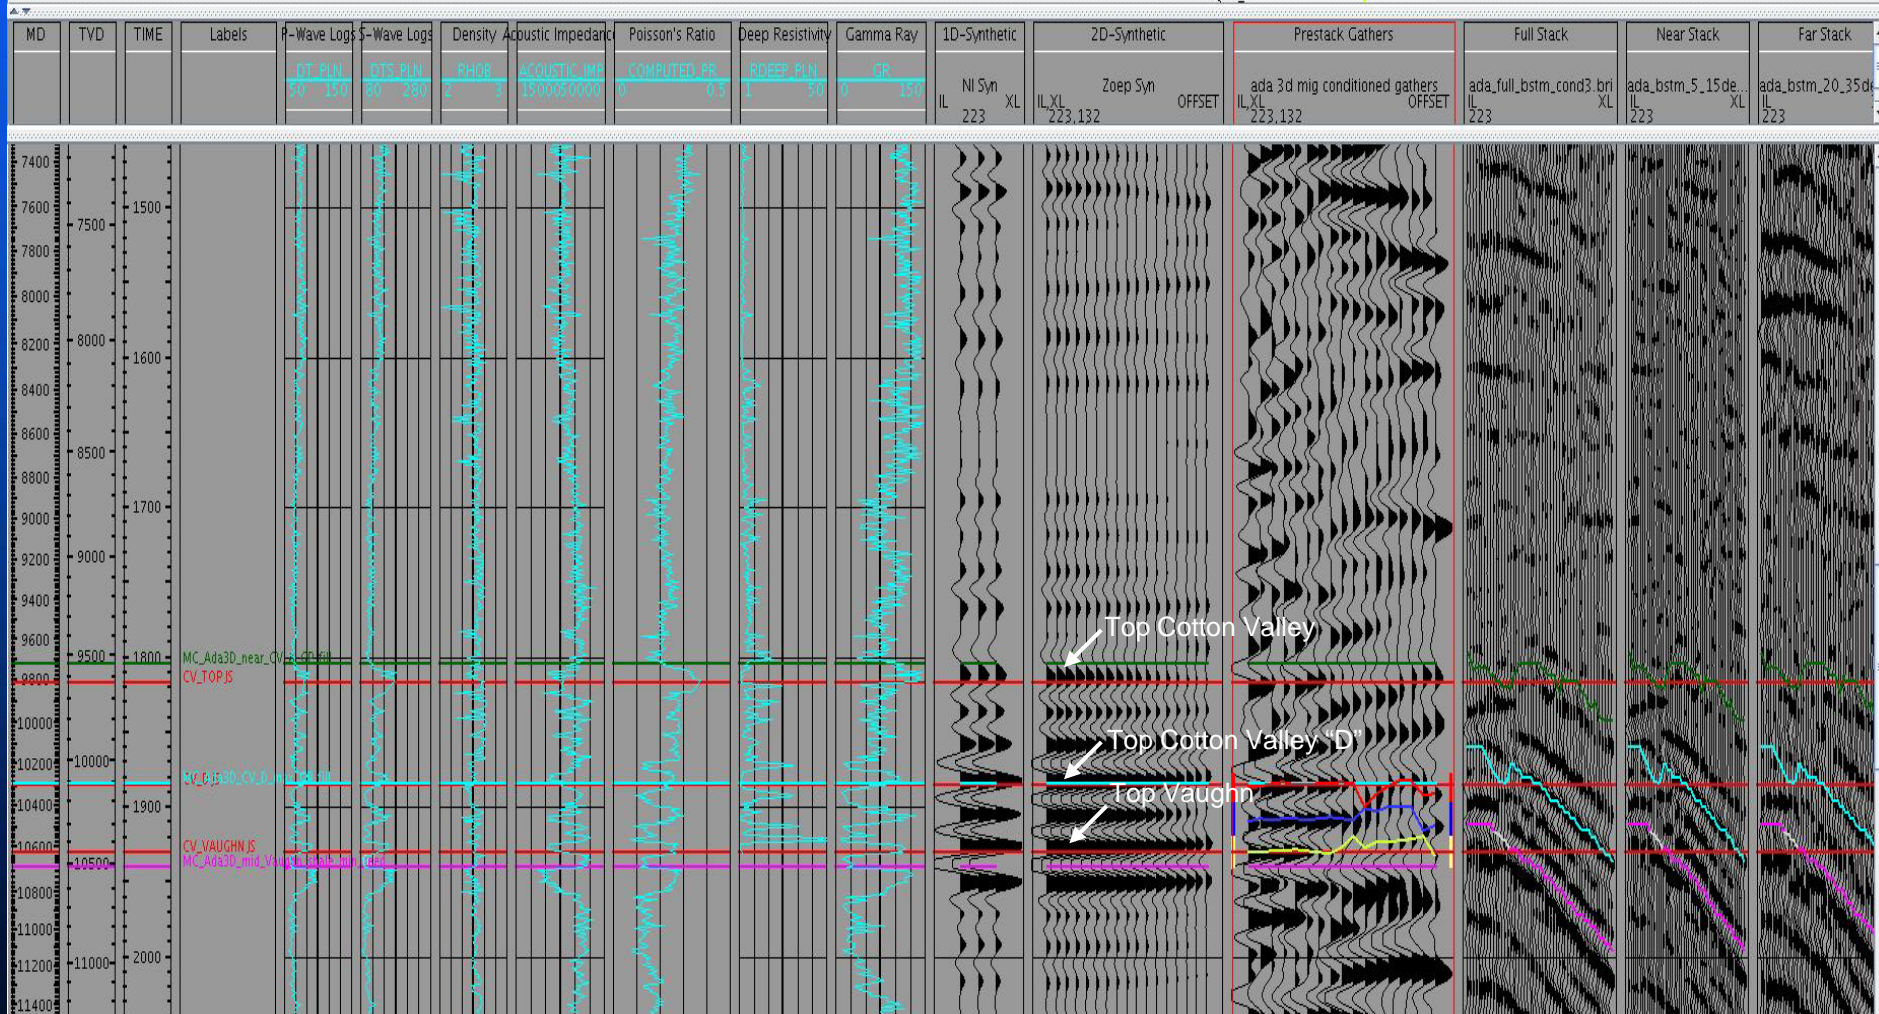 MD TVD TIME Labels P-Wave Logs S-Wave Logs Density Acoustic Impedanc Poisson's Ratio Deep Resistivity Gamma Ray 1D-Synthetic 2D-Synthetic Prestack Gathers Full Stack Near Stack Far Stack
DT_PLN DTS_PLN RHOB ACOUSTIC_IMP COMPUTED_PR RDEEP_PLN GR
50 150 80 280 2 3 1500050000 0 0.5 1 50 0 150
NI Syn Zoep Syn ada 3d mig conditioned gathers ada_full_bstm_cond3.bri ada_bstm_5_15de... ada_bstm_20_35de
IL XL IL,XL OFFSET IL,XL OFFSET IL XL IL IL
223 223,132 223,132 223 223 223
7400
7600 1500
7500
7800
8000
8200 8000
1600
8400
8600 8500
8800
9000 1700
9200 9000
9400
9600 Top Cotton Valley
9500 1800 MC_Ada3D_near_CV
9800 CV_TOP.JS
10000
10200 10000 Top Cotton Valley "D"
10400 1900 Top Vaughn
10600 CV_VAUGHN.JS
10500
10800
11000 2000
11200 11000
11400